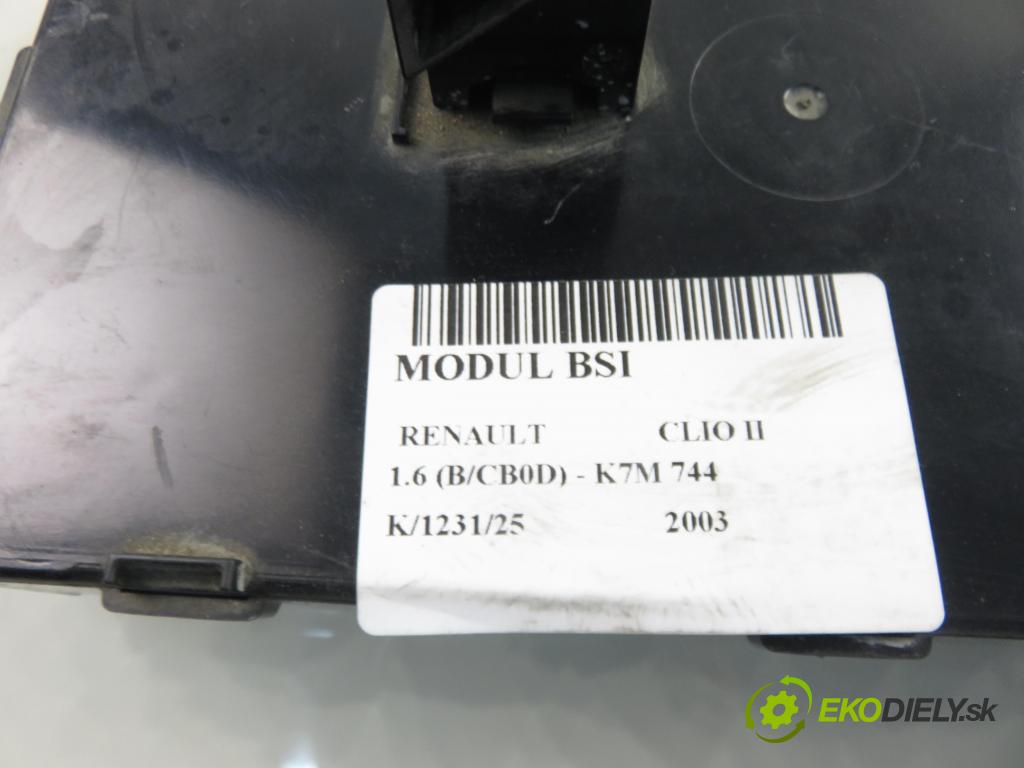 MODUL BSI
RENAULT CLIO II
1.6 (B/CB0D) - K7M 744
K/1231/25 2003
EKODIELY.sk